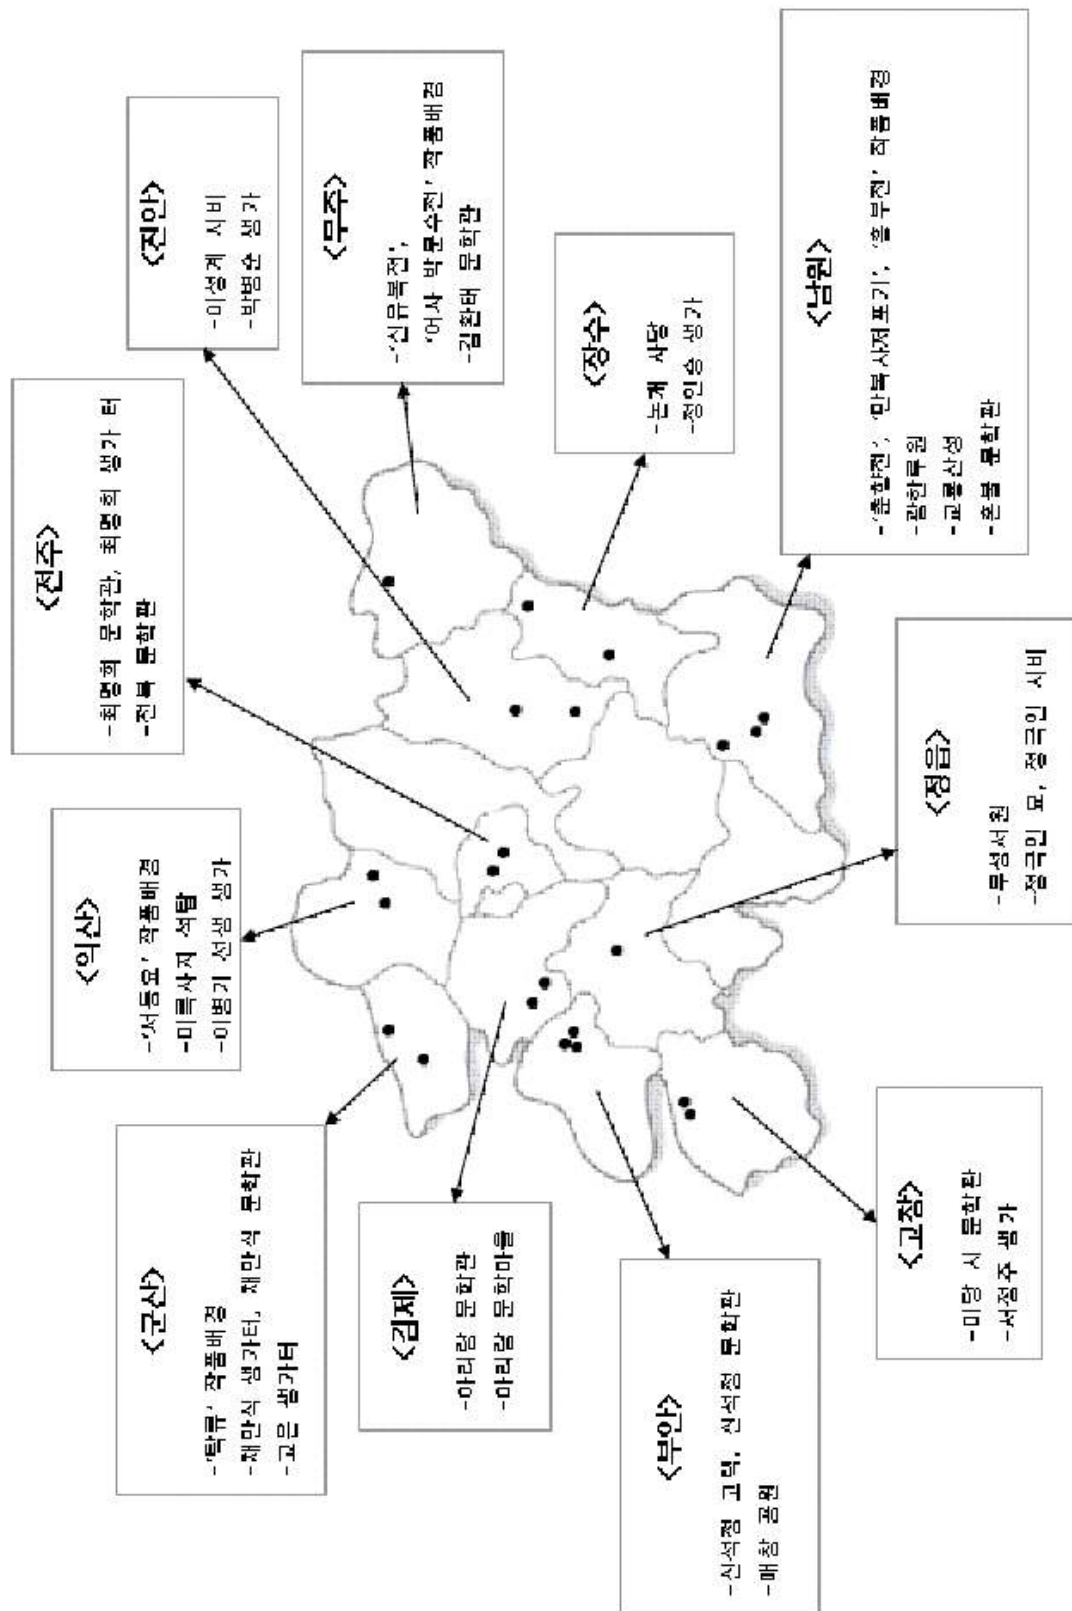 <군산>
-'탁류' 작품배경
-채만식 생가터, 채만식 문학관
-고은 생가터
<익산>
-'서동요' 작품배경
-미륵사지 석탑
-이병기 선생 생가
<전주>
-최명희 문학관, 최명희 생가 터
-전북 문학관
<진안>
-이성계 시비
-박병순 생가
<무주>
-'신유복전',
'어사 박문수전' 작품배경
-김환태 문학관
<김제>
-아리랑 문학관
-아리랑 문학마을
<장수>
-논개 사당
-정인승 생가
<부안>
-신석정 고택, 신석정 문학관
-매창 공원
<고창>
-미당 시 문학관
-서정주 생가
<정읍>
-무성서원
-정극인 묘, 정극인 시비
<남원>
-'춘향전', '만복사저포기', '흥부전' 작품배경
-광한루원
-교룡산성
-혼불 문학관